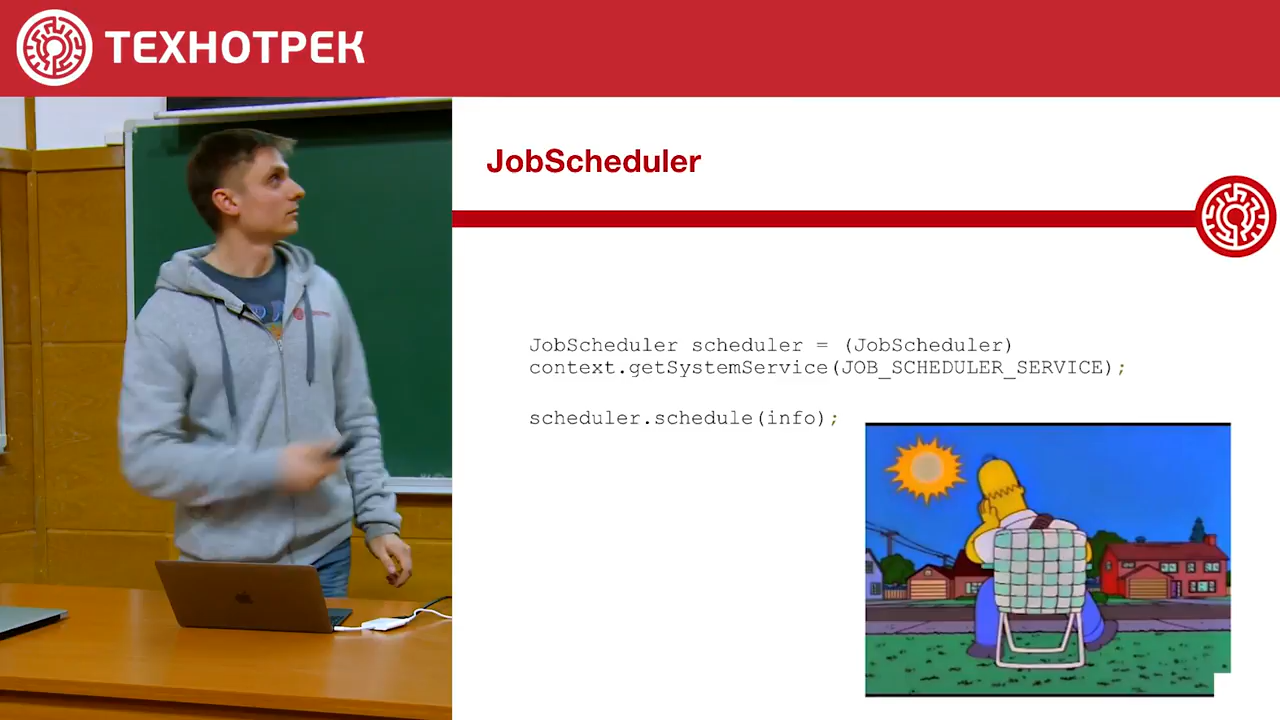 ТЕХНОТРЕК
JobScheduler
JobScheduler scheduler = (JobScheduler)
context.getSystemService(JOB_SCHEDULER_SERVICE);
scheduler.schedule(info);